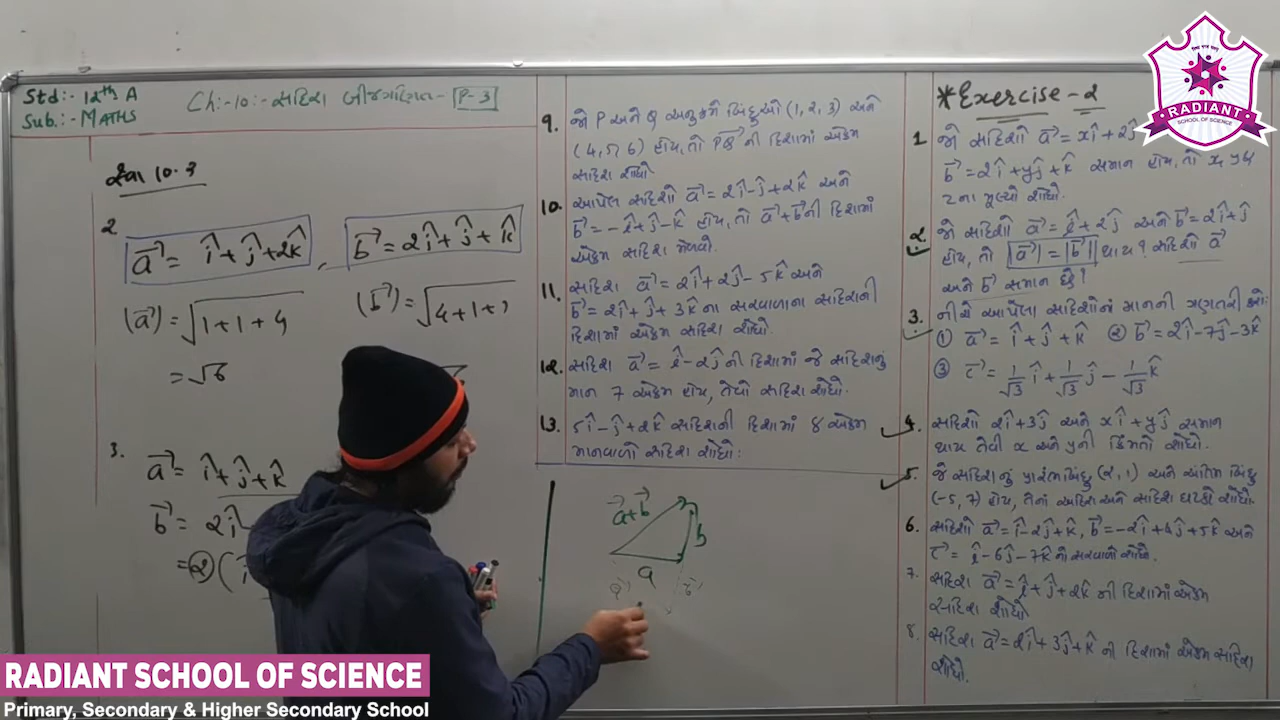 Std:- 12th A
Sub:- MATHS
Ch:-10:- સદિશ બીજગણિત - P-3
સ્વા 10.3
2
a⃗ = î + ĵ + 2k̂ , b⃗ = 2î + ĵ + k̂
(a⃗) = √1+1+4
(b⃗) = √4+1+1
= √6
3.
a⃗ = î + ĵ + k̂
b⃗ = 2î
= 2(
9. જો P અને Q અનુક્રમે બિંદુઓ (1, 2, 3) અને
(4, 5, 6) હોય, તો PQ⃗ ની દિશામાં એકમ
સદિશ શોધો
10. આપેલ સદિશો a⃗ = 2î - ĵ + 2k̂ અને
b⃗ = -î + ĵ - k̂ હોય, તો a⃗ + b⃗ ની દિશામાં
એકમ સદિશ મેળવો.
11. સદિશ a⃗ = 2î + 2ĵ - 5k̂ અને
b⃗ = 2î + ĵ + 3k̂ ના સરવાળાના સદિશની
દિશામાં એકમ સદિશ શોધો.
12. સદિશ a⃗ = î - 2ĵ ની દિશામાં જે સદિશનું
માન 7 એકમ હોય, તેવો સદિશ શોધો.
13. 5î - ĵ + 2k̂ સદિશની દિશામાં 8 એકમ
માનવાળો સદિશ શોધો.
a⃗ + b⃗
b
a
a⃗
b⃗
*Exercise - 2
1 જો સદિશો a⃗ = xî + 2ĵ
b⃗ = 2î + yĵ + k̂ સમાન હોય, તો x, y અને
zના મૂલ્યો શોધો.
2. જો સદિશો a⃗ = î + 2ĵ અને b⃗ = 2î + ĵ
હોય, તો |a⃗| = |b⃗| થાય? સદિશો a⃗
અને b⃗ સમાન છે?
3. નીચે આપેલા સદિશોનાં માનની ગણતરી કરો:
① a⃗ = î + ĵ + k̂ ② b⃗ = 2î - 7ĵ - 3k̂
③ c⃗ = 1/√3 î + 1/√3 ĵ - 1/√3 k̂
4. સદિશો 2î + 3ĵ અને xî + yĵ સમાન
થાય તેવી x અને yની કિંમતો શોધો.
5. જે સદિશનું પ્રારંભબિંદુ (2, 1) અને અંતિમ બિંદુ
(-5, 7) હોય, તેનાં અદિશ અને સદિશ ઘટકો શોધો.
6. સદિશો a⃗ = î - 2ĵ + k̂, b⃗ = -2î + 4ĵ + 5k̂ અને
c⃗ = î - 6ĵ - 7k̂ નો સરવાળો શોધો.
7. સદિશ a⃗ = î + ĵ + 2k̂ ની દિશામાં એકમ
સદિશ શોધો
8. સદિશ a⃗ = 2î + 3ĵ + k̂ ની દિશામાં એકમ સદિશ
શોધો.
RADIANT
SCHOOL OF SCIENCE
RADIANT SCHOOL OF SCIENCE
Primary, Secondary & Higher Secondary School